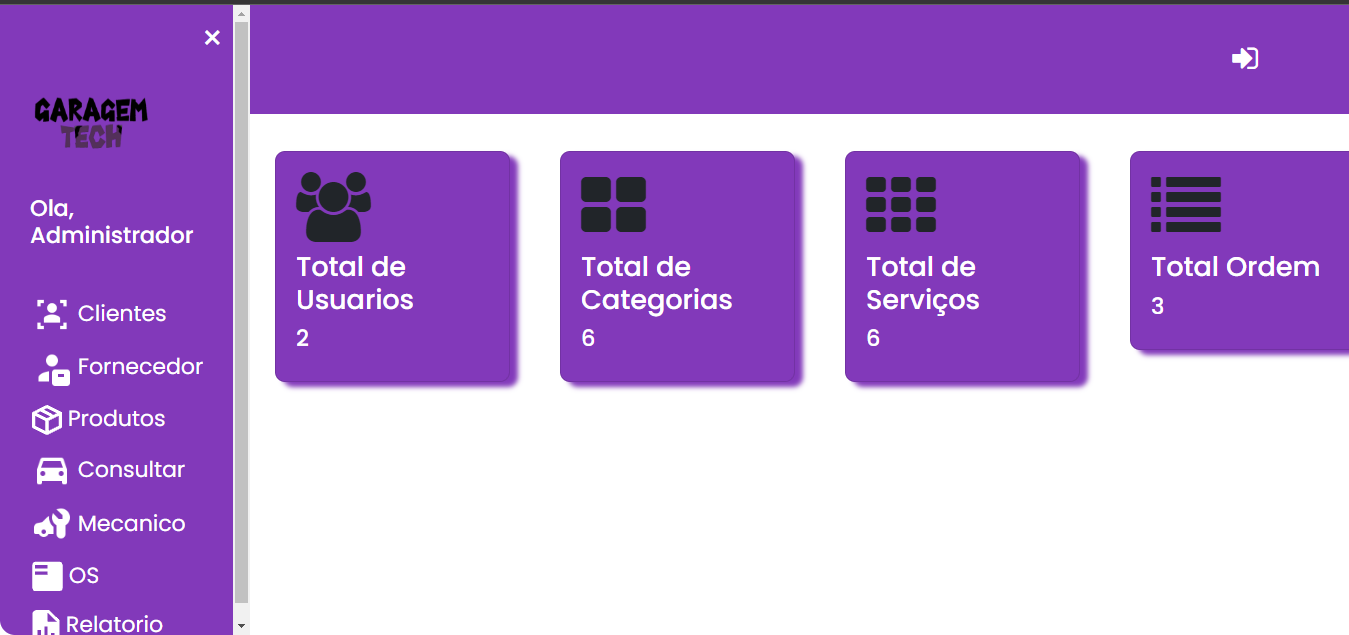 GARAGEM
TECH
Ola,
Administrador
Clientes
Fornecedor
Produtos
Consultar
Mecanico
OS
Relatorio
Total de
Usuarios
2
Total de
Categorias
6
Total de
Serviços
6
Total Ordem
3